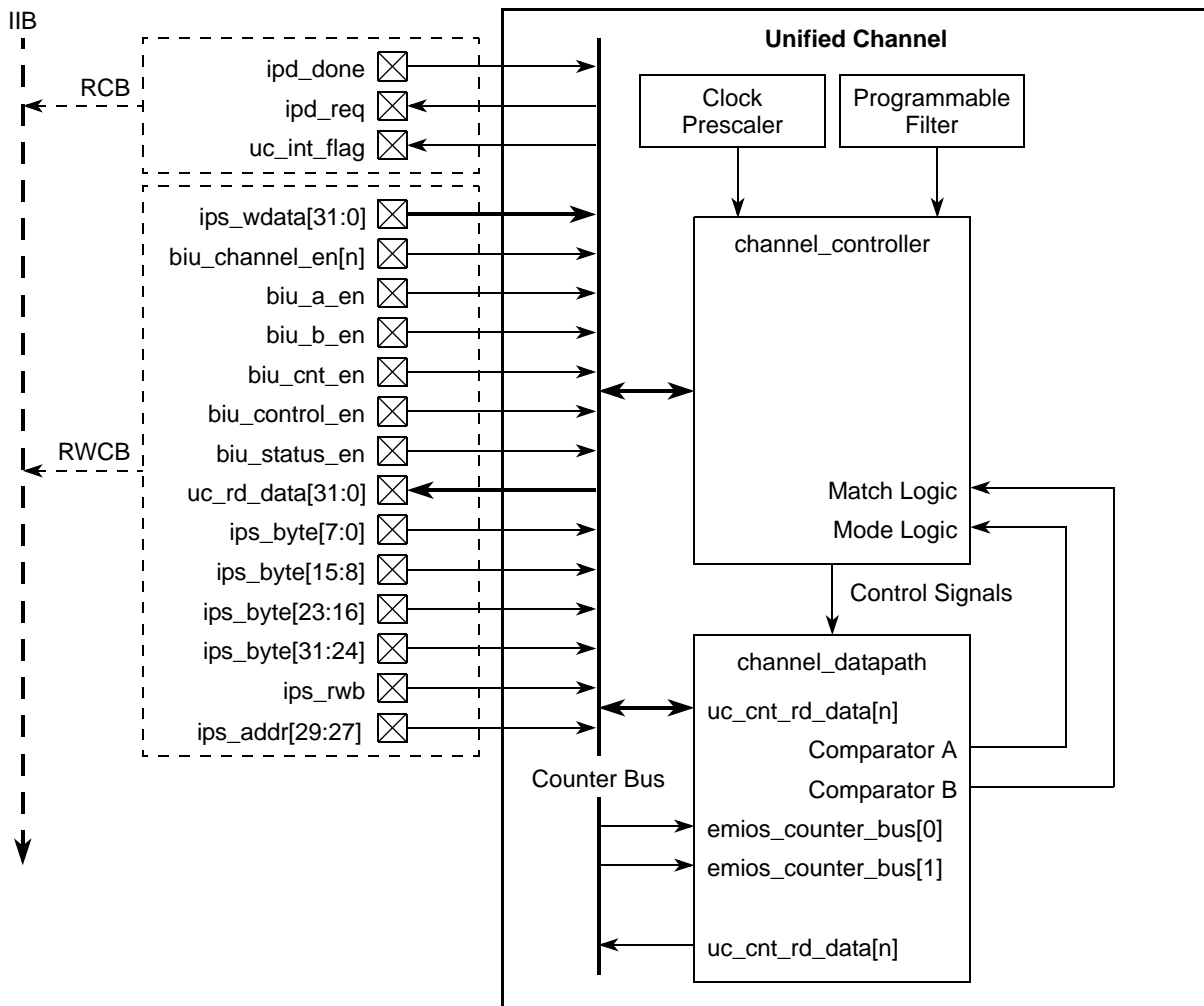 IIB
RCB
ipd_done
ipd_req
uc_int_flag
RWCB
ips_wdata[31:0]
biu_channel_en[n]
biu_a_en
biu_b_en
biu_cnt_en
biu_control_en
biu_status_en
uc_rd_data[31:0]
ips_byte[7:0]
ips_byte[15:8]
ips_byte[23:16]
ips_byte[31:24]
ips_rwb
ips_addr[29:27]
Unified Channel
Clock
Prescaler
Programmable
Filter
channel_controller
Match Logic
Mode Logic
Control Signals
channel_datapath
uc_cnt_rd_data[n]
Comparator A
Comparator B
Counter Bus
emios_counter_bus[0]
emios_counter_bus[1]
uc_cnt_rd_data[n]